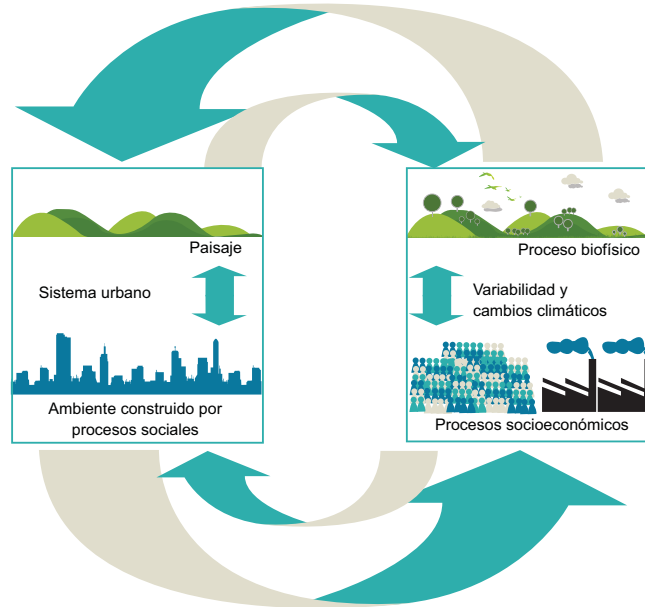 Paisaje
Sistema urbano
Ambiente construido por
procesos sociales
Proceso biofísico
Variabilidad y
cambios climáticos
Procesos socioeconómicos